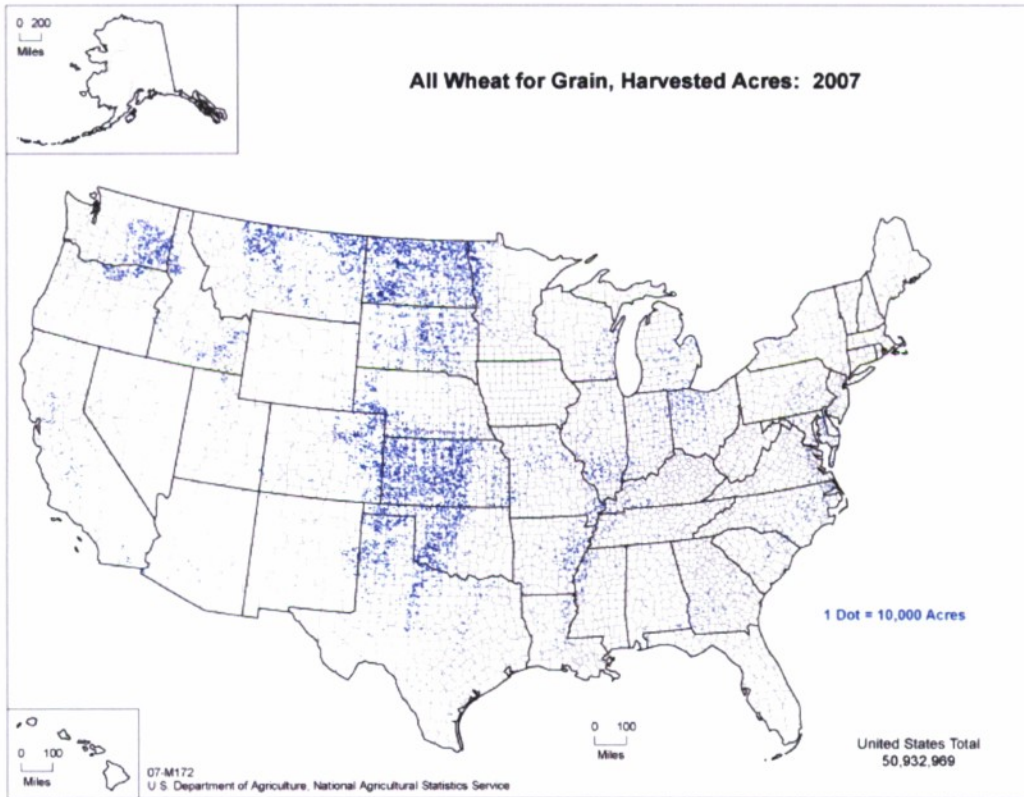 0 200
Miles
All Wheat for Grain, Harvested Acres: 2007
1 Dot = 10,000 Acres
0 100
Miles
0 100
Miles
United States Total
50,932,969
07-M172
U.S. Department of Agriculture, National Agricultural Statistics Service